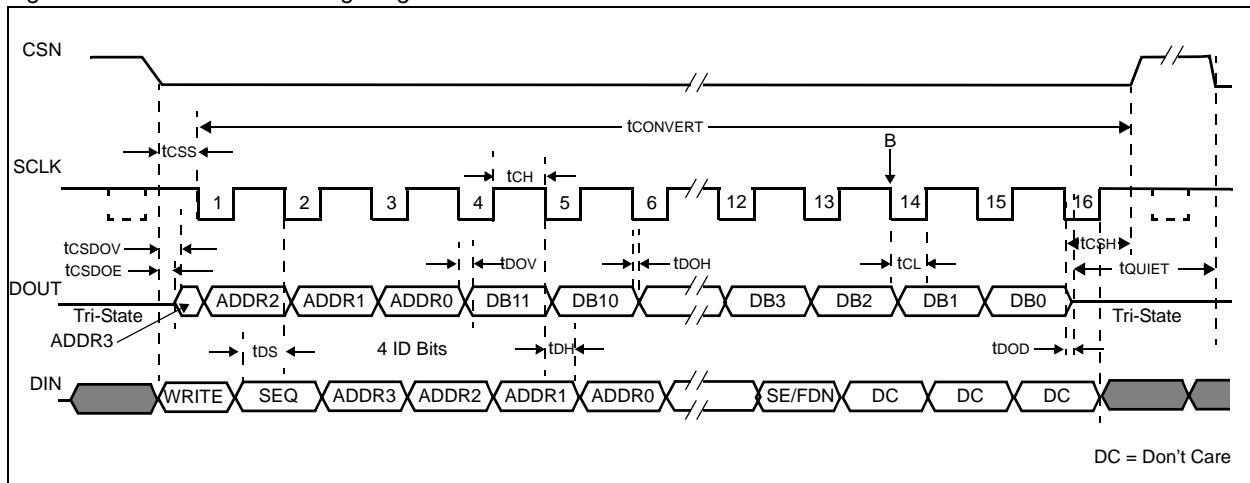 CSN
tCONVERT
B
tCSS
SCLK
tCH
1 2 3 4 5 6 12 13 14 15 16
tCSH
tCSDOV
tDOV tDOH tCL tQUIET
tCSDOE
DOUT
ADDR2 ADDR1 ADDR0 DB11 DB10 DB3 DB2 DB1 DB0
Tri-State Tri-State
ADDR3
tDS 4 ID Bits tDH tDOD
DIN
WRITE SEQ ADDR3 ADDR2 ADDR1 ADDR0 SE/FDN DC DC DC
DC = Don't Care